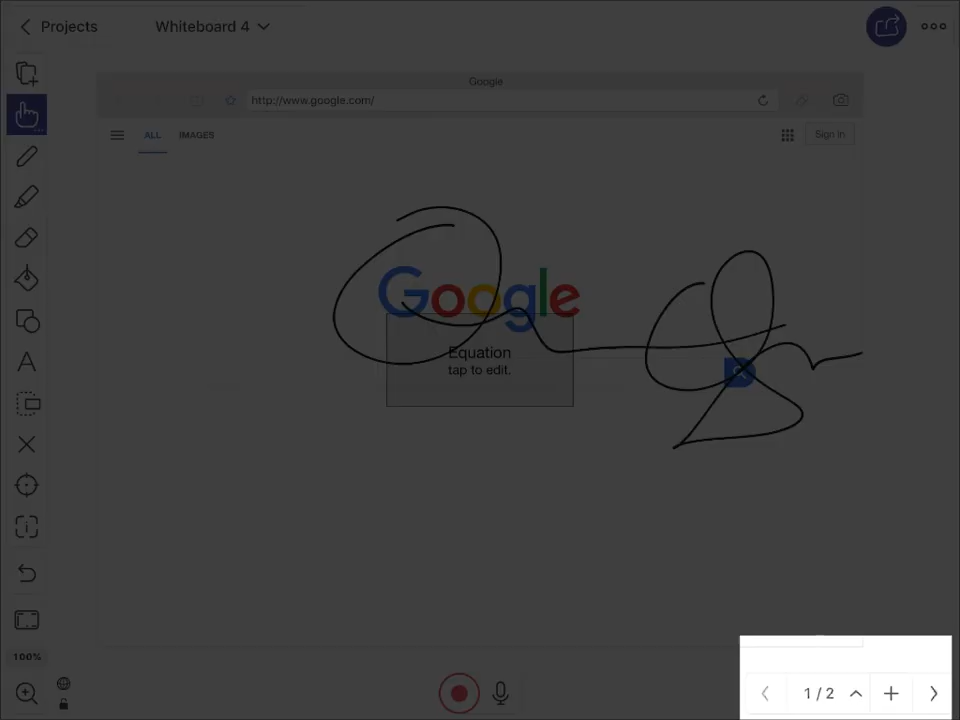 Projects
Whiteboard 4
Google
http://www.google.com/
ALL IMAGES
Sign in
Google
Equation
tap to edit.
100%
1 / 2